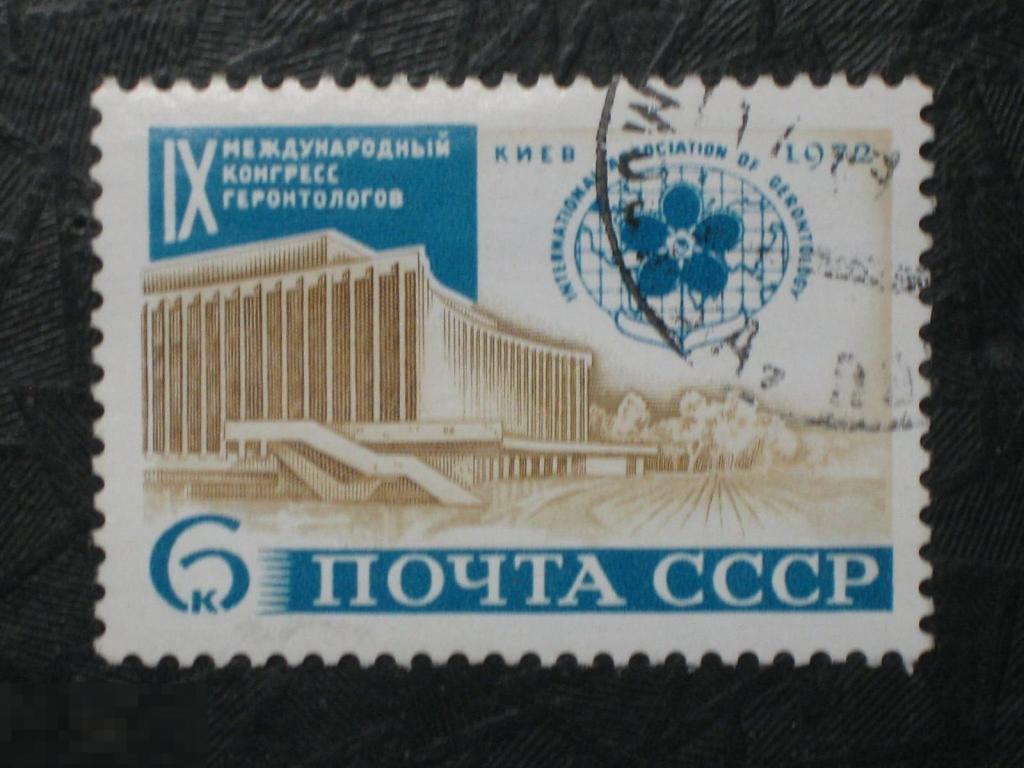 IX
МЕЖДУНАРОДНЫЙ
КОНГРЕСС
ГЕРОНТОЛОГОВ
КИЕВ
1972
INTERNATIONAL ASSOCIATION OF GERONTOLOGY
6 к
ПОЧТА СССР